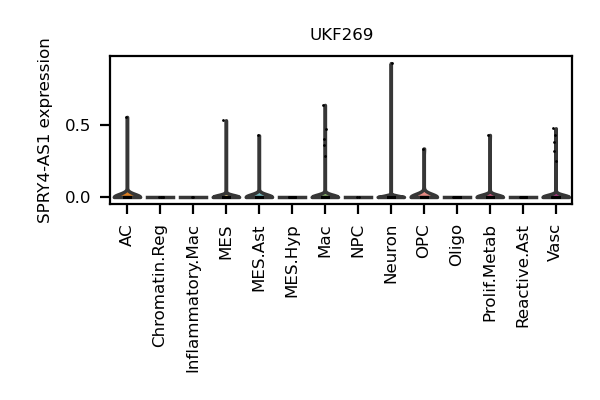 UKF269
SPRY4-AS1 expression
0.5
0.0
AC
Chromatin.Reg
Inflammatory.Mac
MES
MES.Ast
MES.Hyp
Mac
NPC
Neuron
OPC
Oligo
Prolif.Metab
Reactive.Ast
Vasc